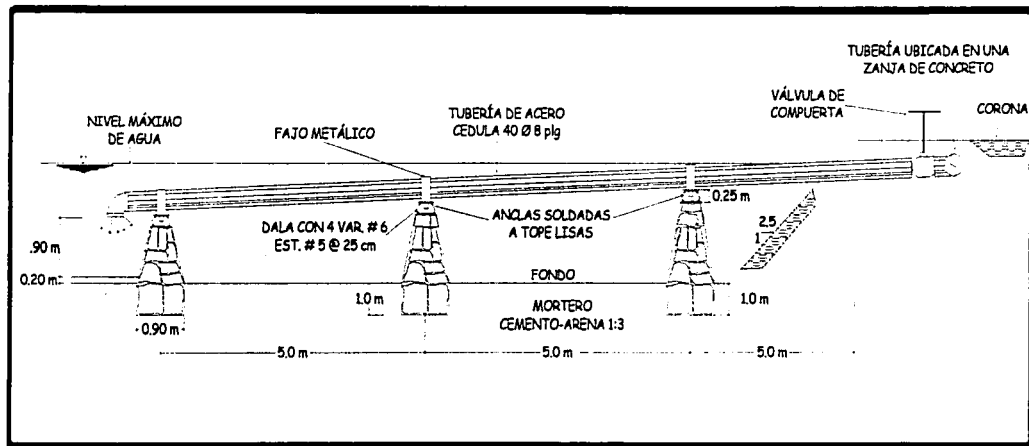 TUBERÍA UBICADA EN UNA
ZANJA DE CONCRETO
VÁLVULA DE
COMPUERTA
CORONA
NIVEL MÁXIMO
DE AGUA
FAJO METÁLICO
TUBERÍA DE ACERO
CEDULA 40 Ø 8 plg
0.25 m
DALA CON 4 VAR. # 6
EST. # 5 @ 25 cm
ANCLAS SOLDADAS
A TOPE LISAS
2.5
1
.90 m
0.20 m
FONDO
1.0 m
MORTERO
CEMENTO-ARENA 1:3
1.0 m
0.90 m
5.0 m
5.0 m
5.0 m